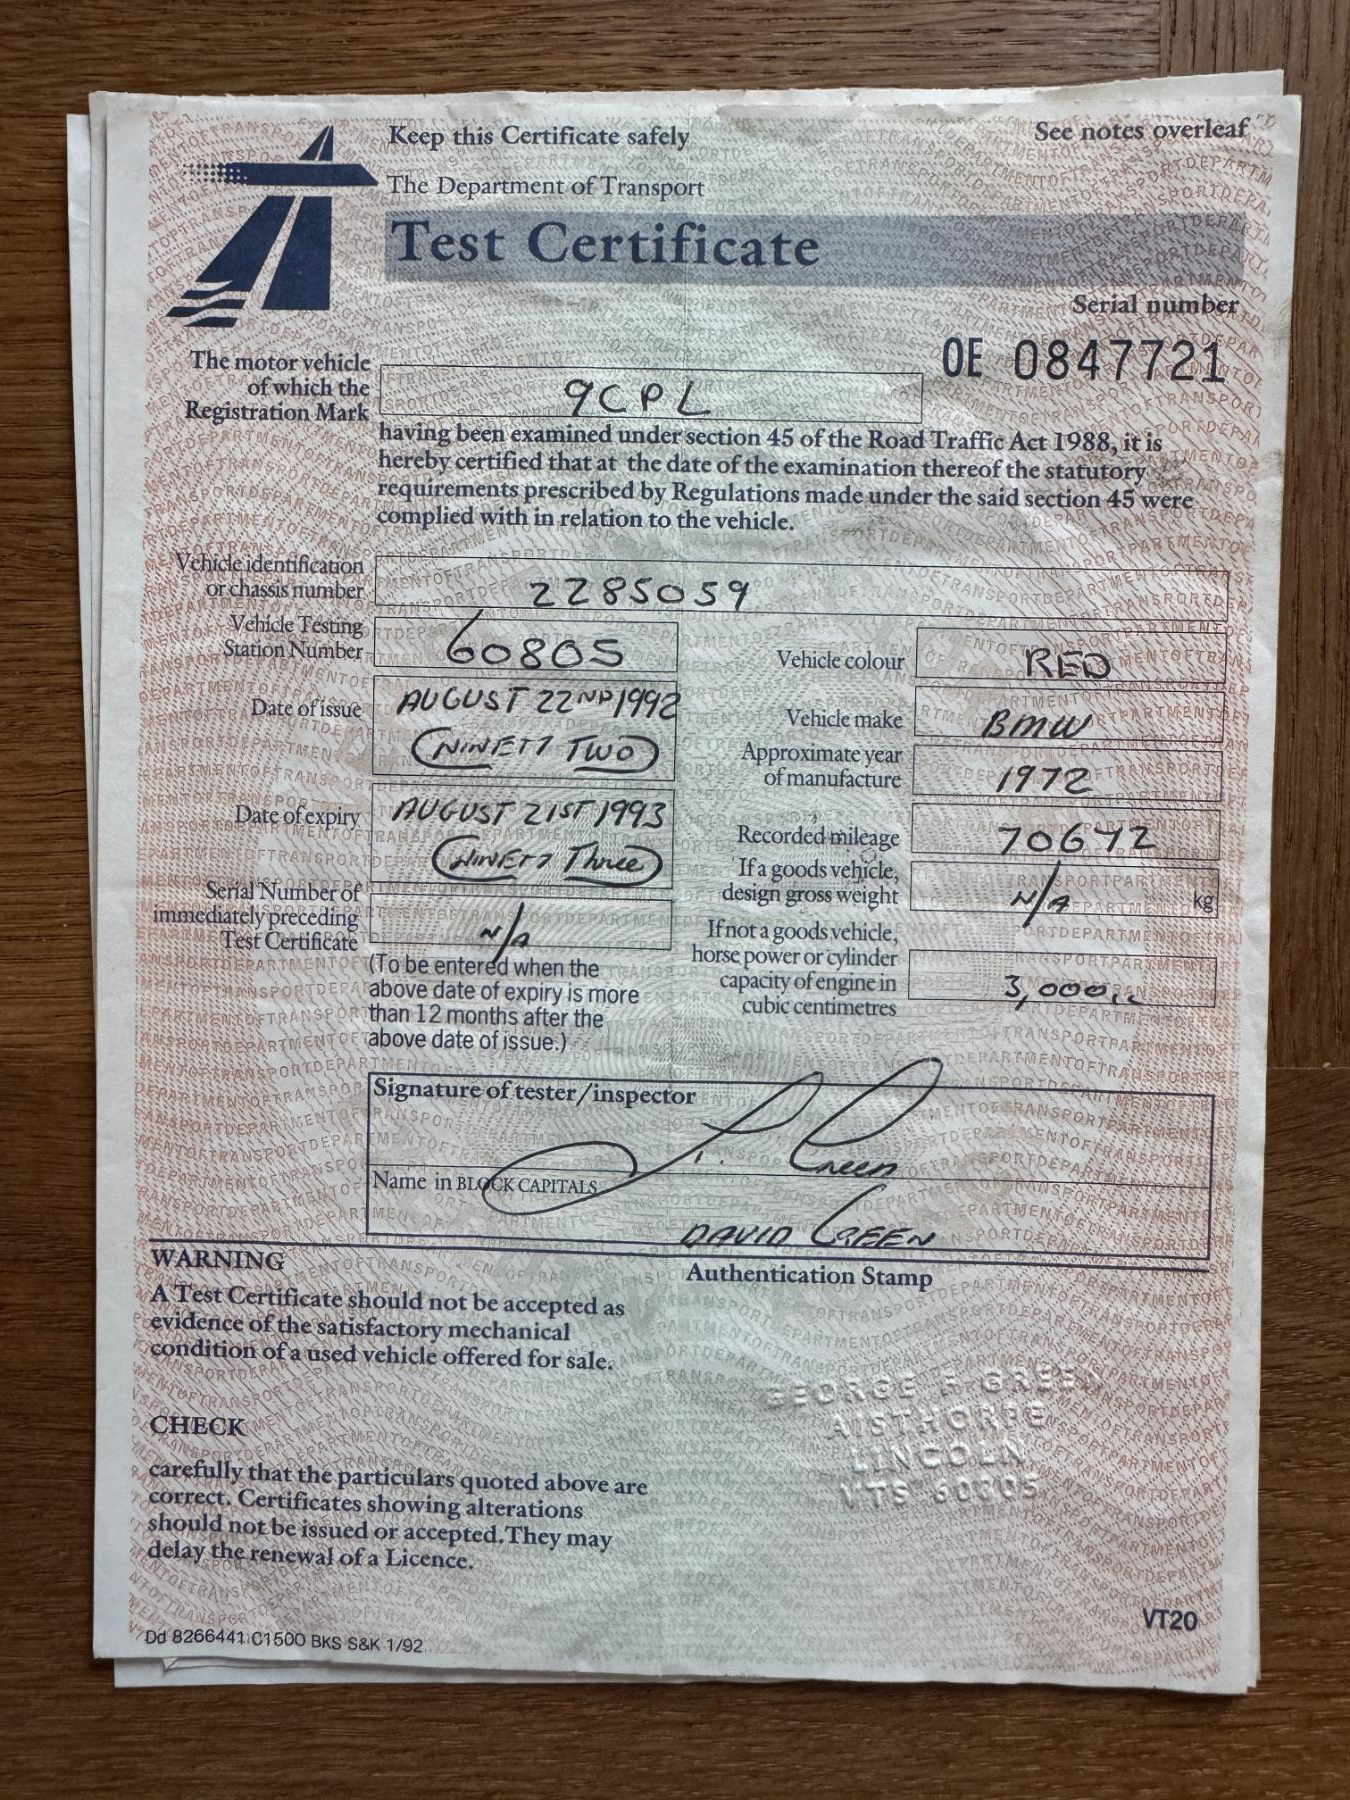 Keep this Certificate safely
See notes overleaf
The Department of Transport
Test Certificate
Serial number
OE 0847721
The motor vehicle
of which the
Registration Mark
9CPL
having been examined under section 45 of the Road Traffic Act 1988, it is
hereby certified that at the date of the examination thereof the statutory
requirements prescribed by Regulations made under the said section 45 were
complied with in relation to the vehicle.
Vehicle identification
or chassis number
2285059
Vehicle Testing
Station Number
60805
Vehicle colour
RED
Date of issue
AUGUST 22ND 1992
NINETY TWO
Vehicle make
BMW
Approximate year
of manufacture
1972
Date of expiry
AUGUST 21ST 1993
NINETY Three
Recorded mileage
70642
If a goods vehicle,
design gross weight
N/A
kg
Serial Number of
immediately preceding
Test Certificate
N/A
(To be entered when the
above date of expiry is more
than 12 months after the
above date of issue.)
If not a goods vehicle,
horse power or cylinder
capacity of engine in
cubic centimetres
3,000cc
Signature of tester/inspector
Green
Name in BLOCK CAPITALS
DAVID GREEN
WARNING
A Test Certificate should not be accepted as
evidence of the satisfactory mechanical
condition of a used vehicle offered for sale.
Authentication Stamp
GEORGE E GREEN
AISTHORPE
LINCOLN
VTS 60805
CHECK
carefully that the particulars quoted above are
correct. Certificates showing alterations
should not be issued or accepted. They may
delay the renewal of a Licence.
VT20
Dd 8266441 C1500 BKS S&K 1/92